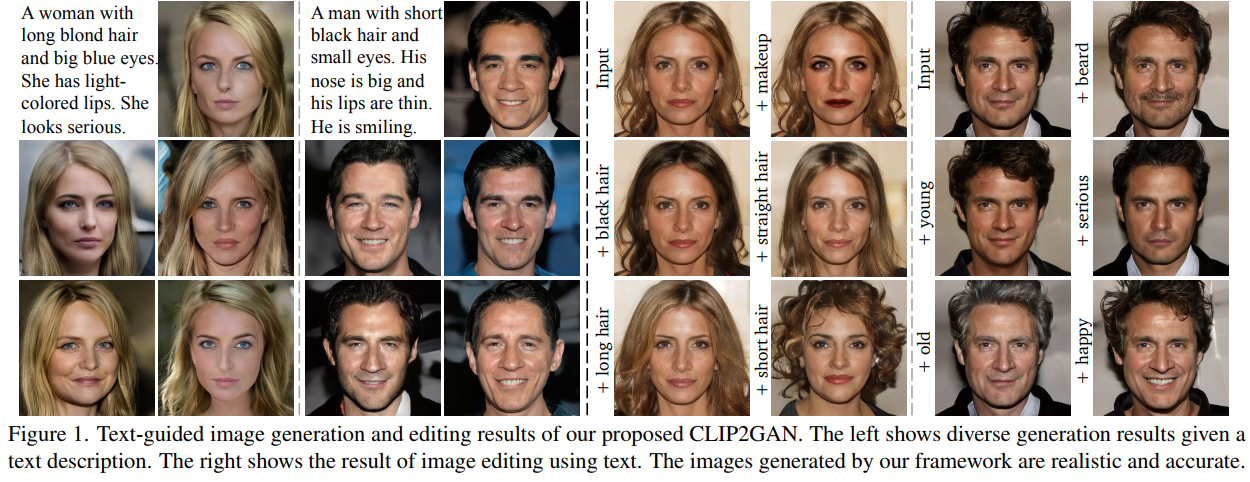 A woman with
long blond hair
and big blue eyes.
She has light-
colored lips. She
looks serious.
A man with short
black hair and
small eyes. His
nose is big and
his lips are thin.
He is smiling.
Input
+ makeup
+ black hair
+ straight hair
+ long hair
+ short hair
Input
+ beard
+ young
+ serious
+ old
+ happy
Figure 1. Text-guided image generation and editing results of our proposed CLIP2GAN. The left shows diverse generation results given a
text description. The right shows the result of image editing using text. The images generated by our framework are realistic and accurate.